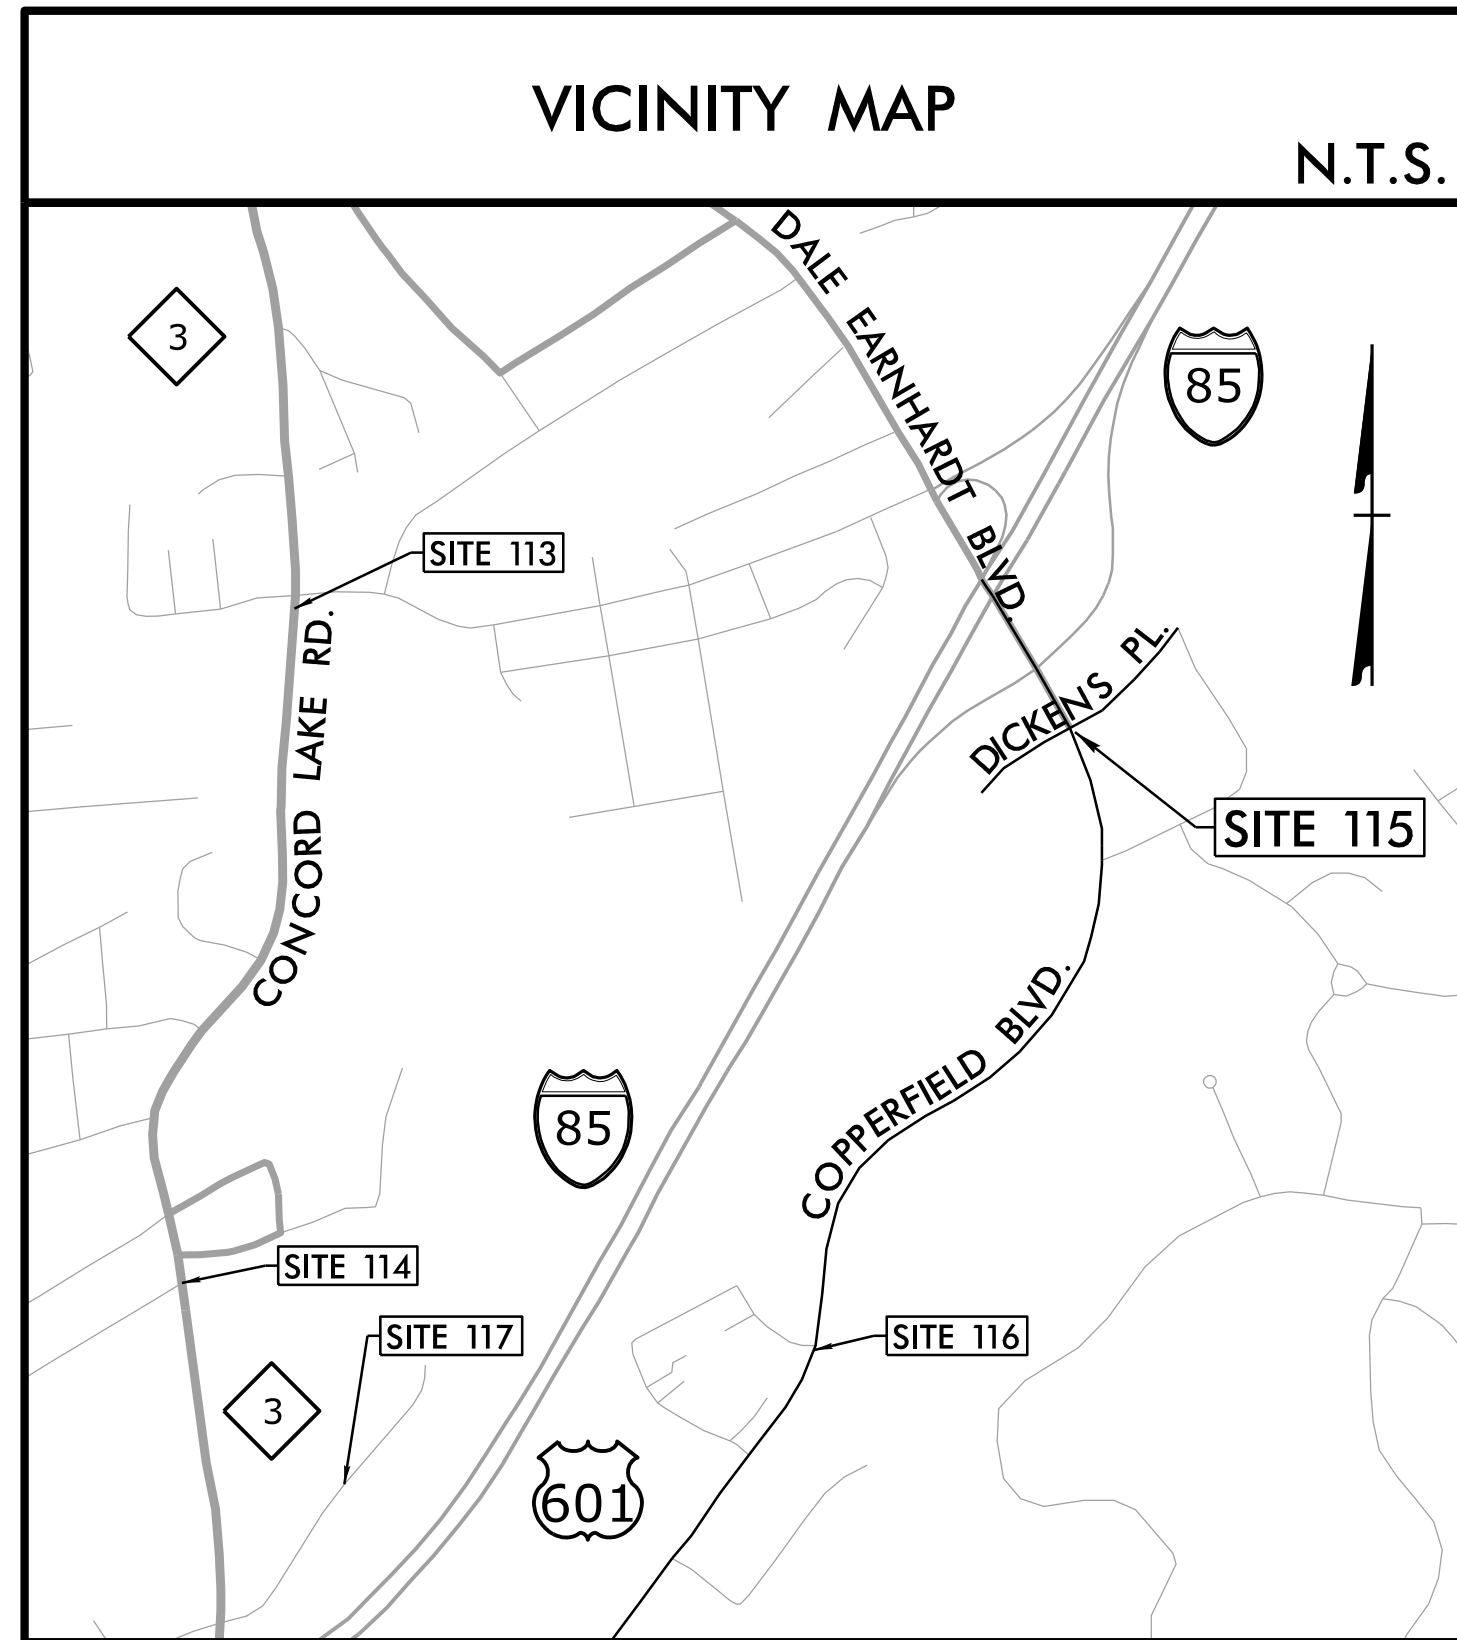 VICINITY MAP
N.T.S.
DALE EARNHARDT BLVD.
3
85
SITE 113
CONCORD LAKE RD.
DICKENS PL.
SITE 115
COPPERFIELD BLVD.
85
SITE 114
SITE 117
SITE 116
3
601